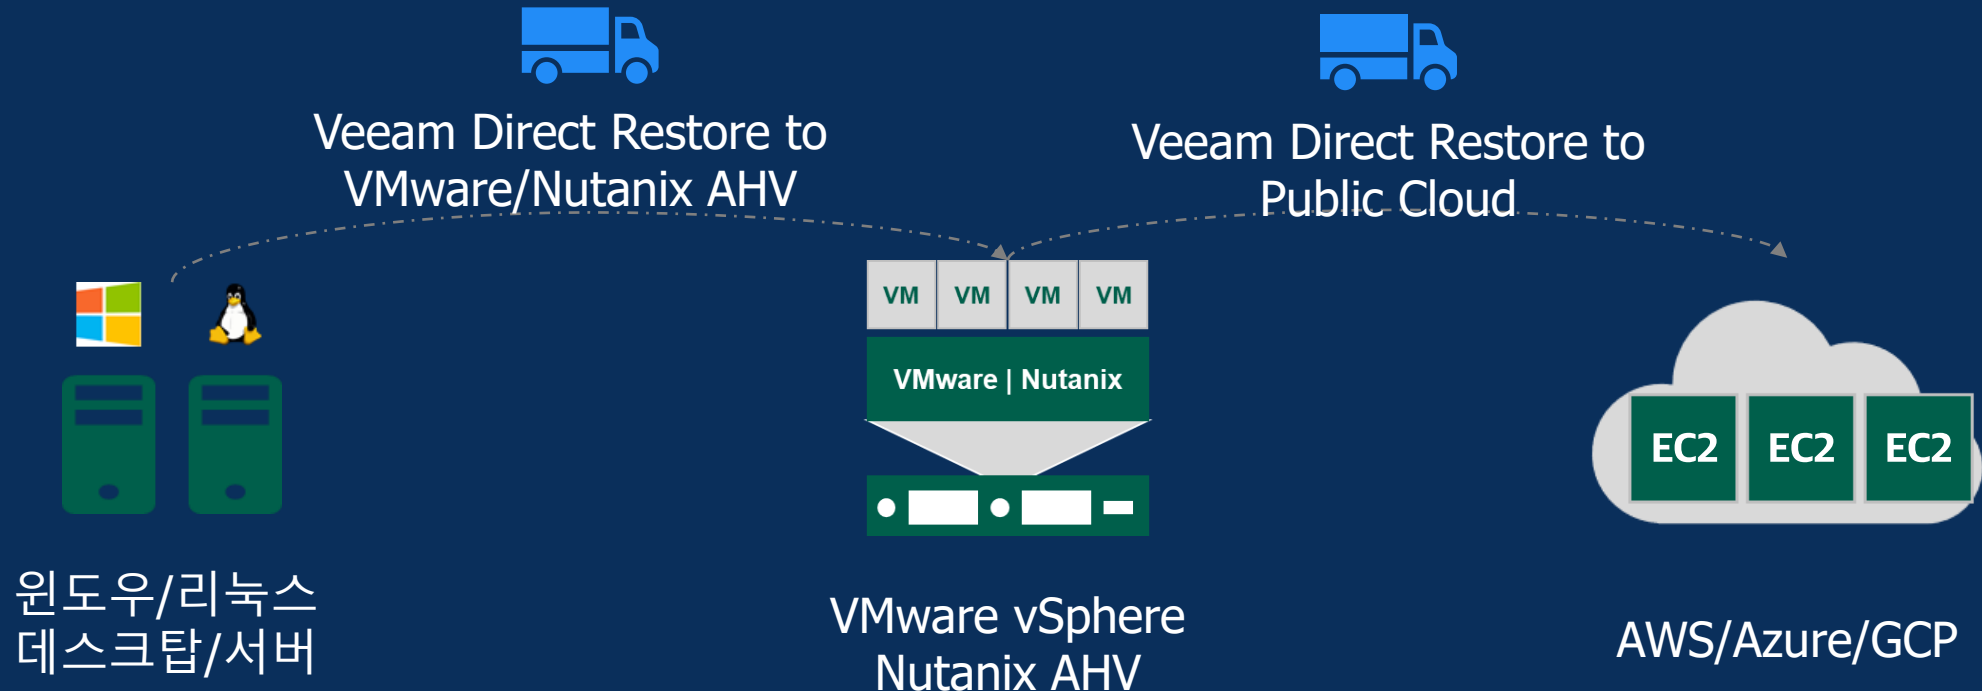 Veeam Direct Restore to
VMware/Nutanix AHV
Veeam Direct Restore to
Public Cloud
VM VM VM VM
VMware | Nutanix
EC2 EC2 EC2
윈도우/리눅스
데스크탑/서버
VMware vSphere
Nutanix AHV
AWS/Azure/GCP